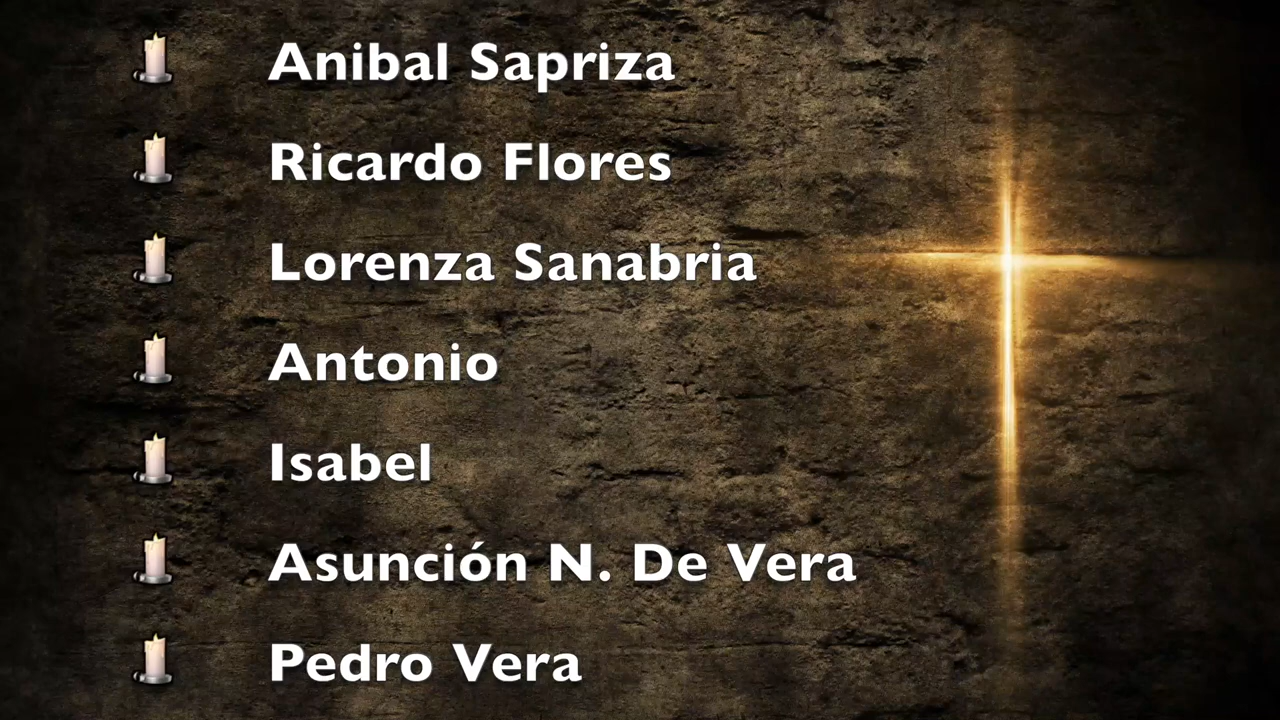 Anibal Sapriza
Ricardo Flores
Lorenza Sanabria
Antonio
Isabel
Asunción N. De Vera
Pedro Vera